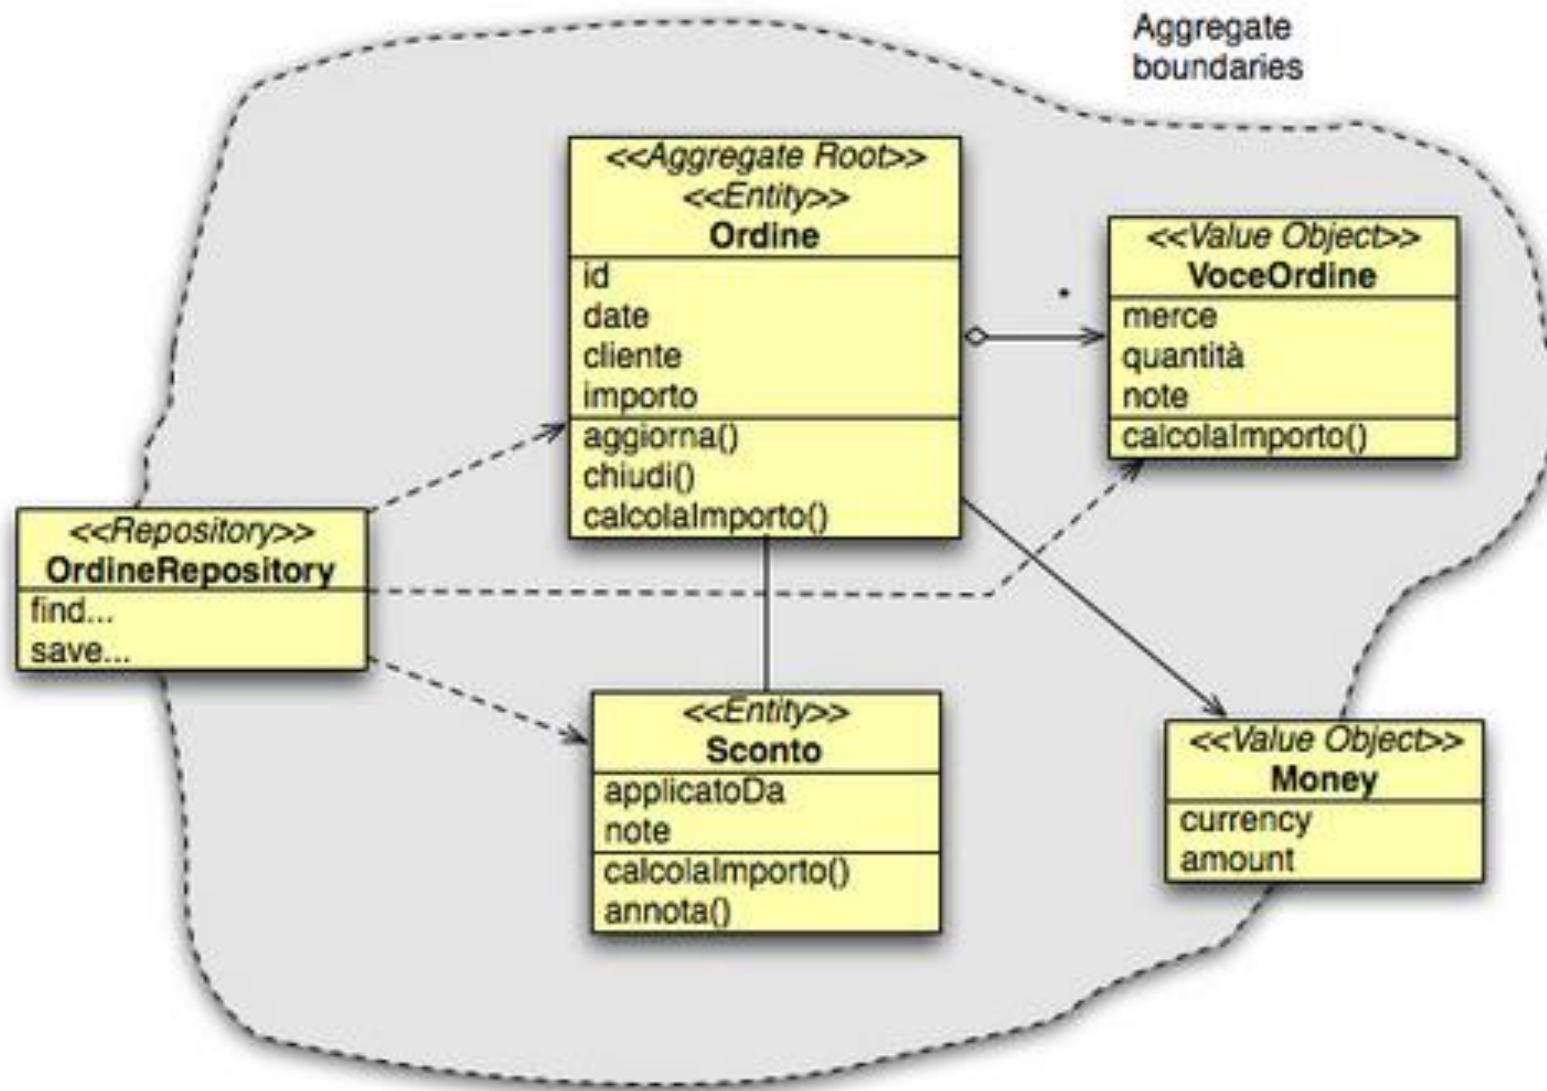 Aggregate
boundaries
<<Aggregate Root>>
<<Entity>>
Ordine
id
date
cliente
importo
aggiorna()
chiudi()
calcolaImporto()
<<Value Object>>
VoceOrdine
*
merce
quantità
note
calcolaImporto()
<<Repository>>
OrdineRepository
find...
save...
<<Entity>>
Sconto
applicatoDa
note
calcolaImporto()
annota()
<<Value Object>>
Money
currency
amount